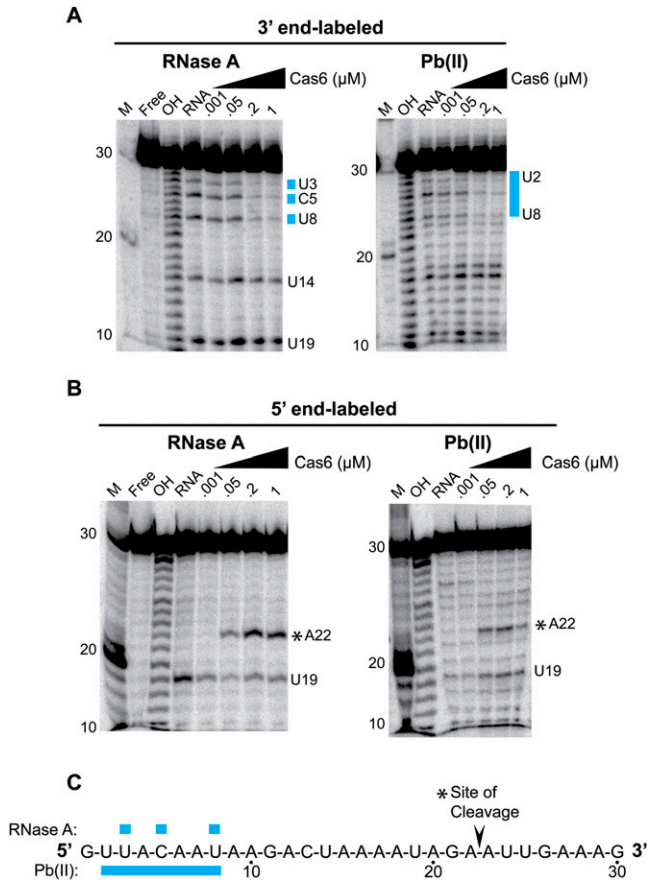 A
3' end-labeled
RNase A
Pb(II)
M Free OH RNA .001 .05 .2 1 Cas6 (µM)
M OH RNA .001 .05 .2 1 Cas6 (µM)
30
20
10
U3
C5
U8
U14
U19
30
20
10
U2
U8
B
5' end-labeled
RNase A
Pb(II)
M Free OH RNA .001 .05 .2 1 Cas6 (µM)
M OH RNA .001 .05 .2 1 Cas6 (µM)
30
20
10
*A22
U19
30
20
10
*A22
U19
C
* Site of
Cleavage
RNase A:
5' G-U-U-A-C-A-A-U-A-A-G-A-C-U-A-A-A-A-U-A-G-A-A-U-U-G-A-A-A-G 3'
Pb(II): 10 20 30